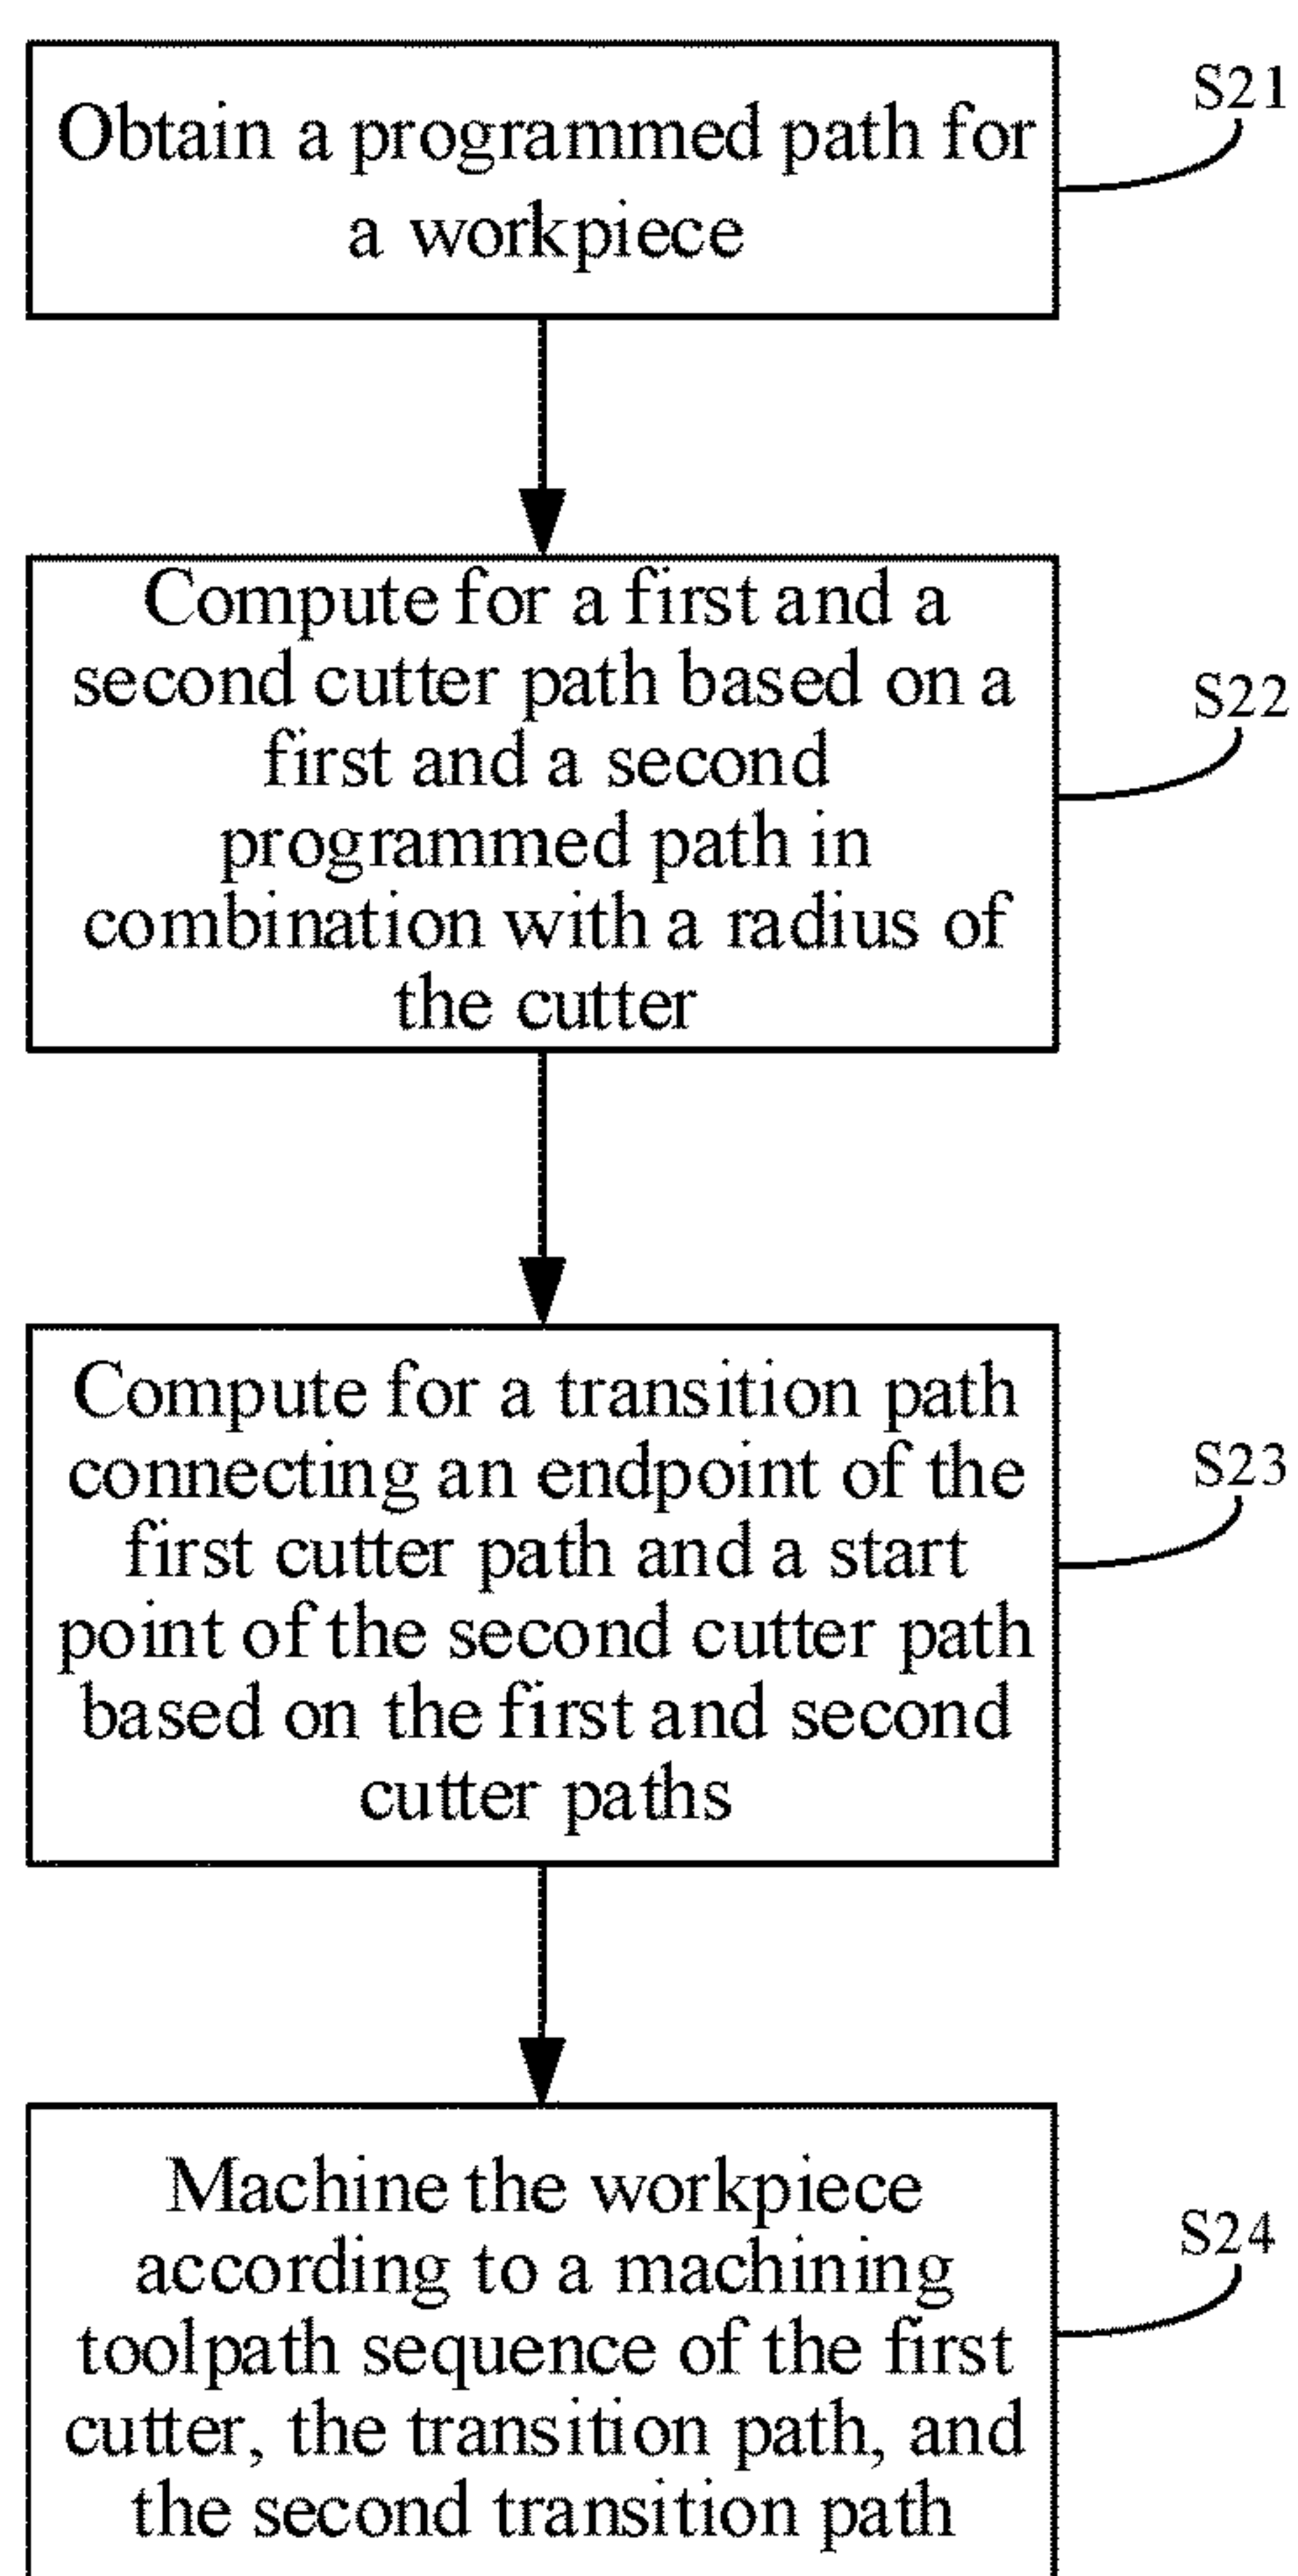 Obtain a programmed path for
a workpiece
S21
Compute for a first and a
second cutter path based on a
first and a second
programmed path in
combination with a radius of
the cutter
S22
Compute for a transition path
connecting an endpoint of the
first cutter path and a start
point of the second cutter path
based on the first and second
cutter paths
S23
Machine the workpiece
according to a machining
toolpath sequence of the first
cutter, the transition path, and
the second transition path
S24